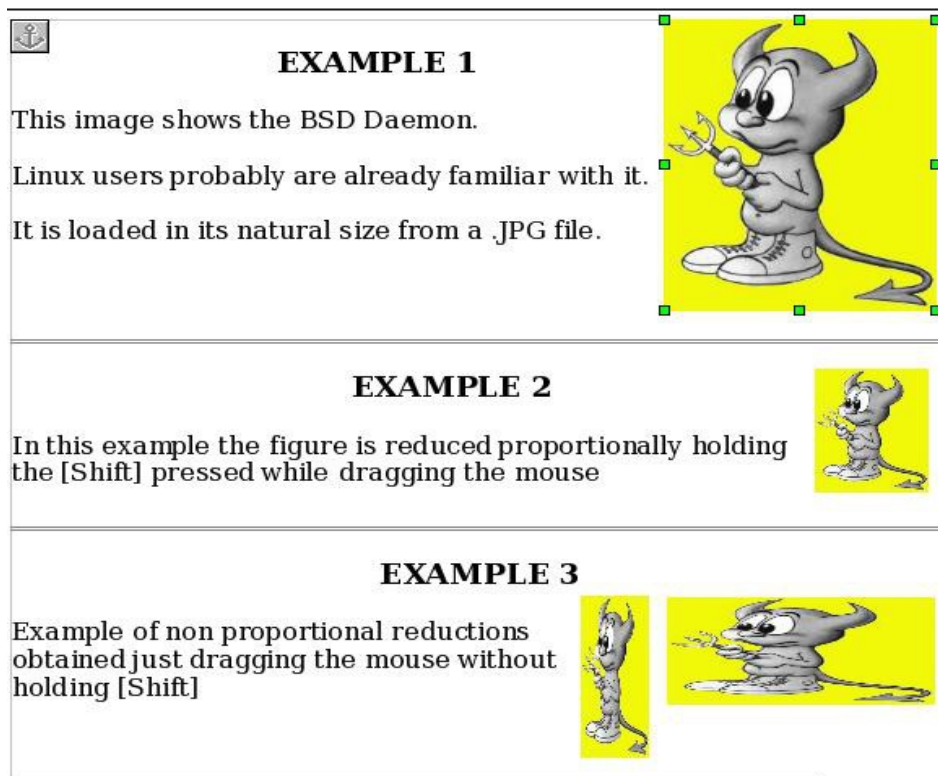 EXAMPLE 1
This image shows the BSD Daemon.
Linux users probably are already familiar with it.
It is loaded in its natural size from a .JPG file.
EXAMPLE 2
In this example the figure is reduced proportionally holding
the [Shift] pressed while dragging the mouse
EXAMPLE 3
Example of non proportional reductions
obtained just dragging the mouse without
holding [Shift]